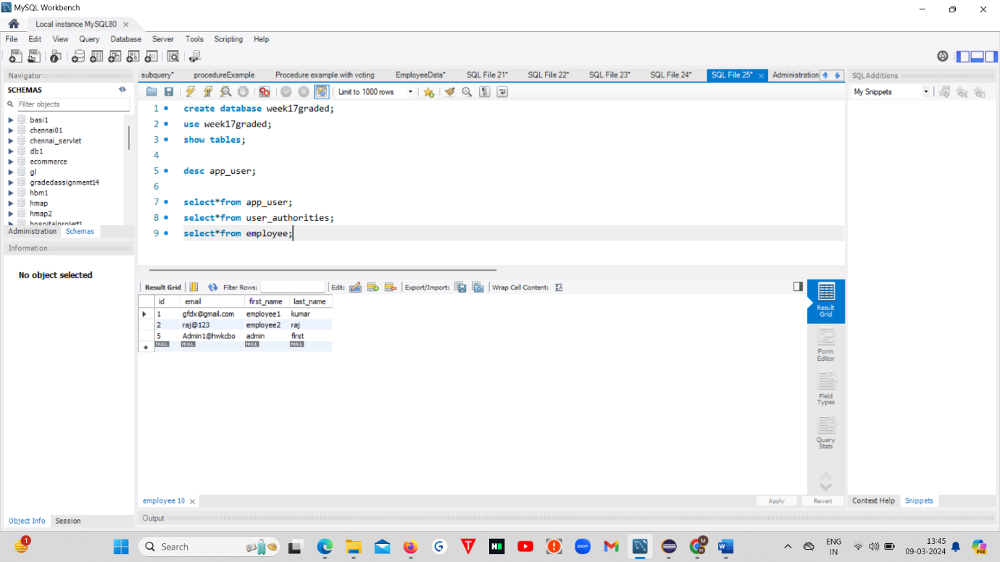 MySQL Workbench
Local instance MySQL80
File Edit View Query Database Server Tools Scripting Help
Navigator
SCHEMAS
Filter objects
basi1
chennai01
chennai_servlet
db1
ecommerce
gl
gradedassignment14
hbm1
hmap
hmap2
hospitalproject1
Administration Schemas
Information
No object selected
Object Info Session
subquery* procedureExample Procedure example with voting EmployeeData* SQL File 21* SQL File 22* SQL File 23* SQL File 24* SQL File 25* Administration
Limit to 1000 rows
1 create database week17graded;
2 use week17graded;
3 show tables;
4
5 desc app_user;
6
7 select*from app_user;
8 select*from user_authorities;
9 select*from employee;
Result Grid Filter Rows: Edit: Export/Import: Wrap Cell Content:
id email first_name last_name
1 gfdx@gmail.com employee1 kumar
2 raj@123 employee2 raj
5 Admin1@hwkcbo admin first
NULL NULL NULL NULL
Result Grid
Form Editor
Field Types
Query Stats
employee 10
Apply Revert
Output
SQLAdditions
My Snippets
Context Help Snippets
1
Search
zoom
M
M
ENG
IN
13:45
09-03-2024
PRE